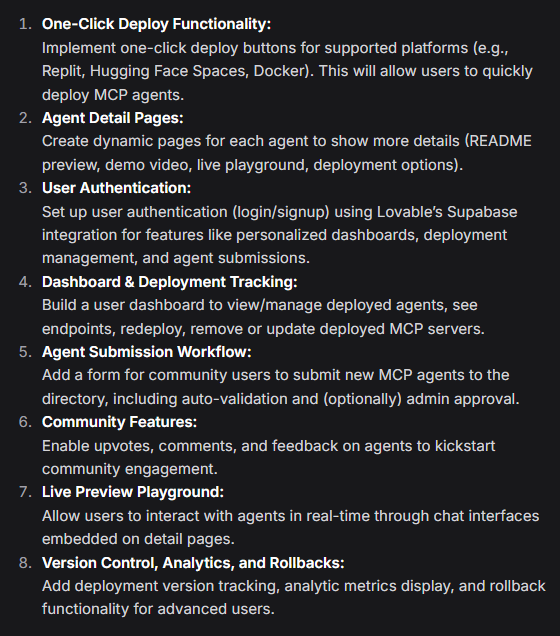 1. One-Click Deploy Functionality:
Implement one-click deploy buttons for supported platforms (e.g.,
Replit, Hugging Face Spaces, Docker). This will allow users to quickly
deploy MCP agents.
2. Agent Detail Pages:
Create dynamic pages for each agent to show more details (README
preview, demo video, live playground, deployment options).
3. User Authentication:
Set up user authentication (login/signup) using Lovable’s Supabase
integration for features like personalized dashboards, deployment
management, and agent submissions.
4. Dashboard & Deployment Tracking:
Build a user dashboard to view/manage deployed agents, see
endpoints, redeploy, remove or update deployed MCP servers.
5. Agent Submission Workflow:
Add a form for community users to submit new MCP agents to the
directory, including auto-validation and (optionally) admin approval.
6. Community Features:
Enable upvotes, comments, and feedback on agents to kickstart
community engagement.
7. Live Preview Playground:
Allow users to interact with agents in real-time through chat interfaces
embedded on detail pages.
8. Version Control, Analytics, and Rollbacks:
Add deployment version tracking, analytic metrics display, and rollback
functionality for advanced users.